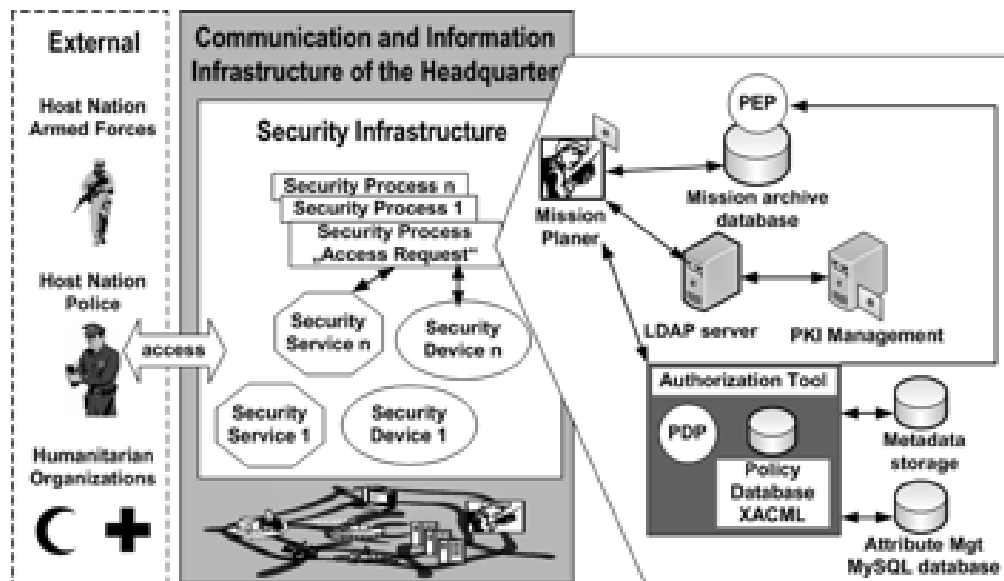 External
Host Nation
Armed Forces
Host Nation
Police
access
Humanitarian
Organizations
Communication and Information
Infrastructure of the Headquarter
Security Infrastructure
Security Process n
Security Process 1
Security Process
„Access Request“
Security
Service n
Security
Device n
Security
Service 1
Security
Device 1
Mission
Planer
PEP
Mission archive
database
LDAP server
PKI Management
Authorization Tool
PDP
Policy
Database
XACML
Metadada
storage
Attribute Mgt
MySQL database